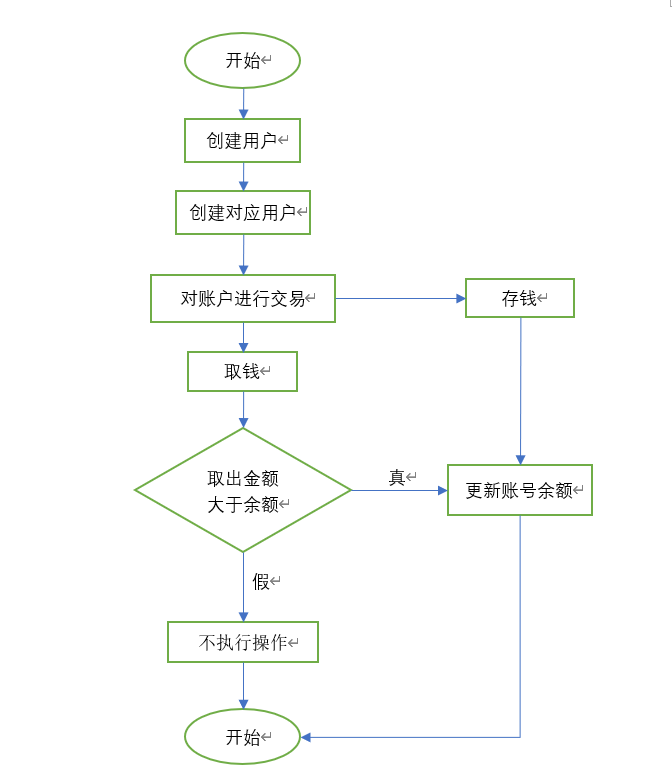 开始
创建用户
创建对应用户
对账户进行交易
存钱
取钱
取出金额
大于余额
真
更新账号余额
假
不执行操作
开始